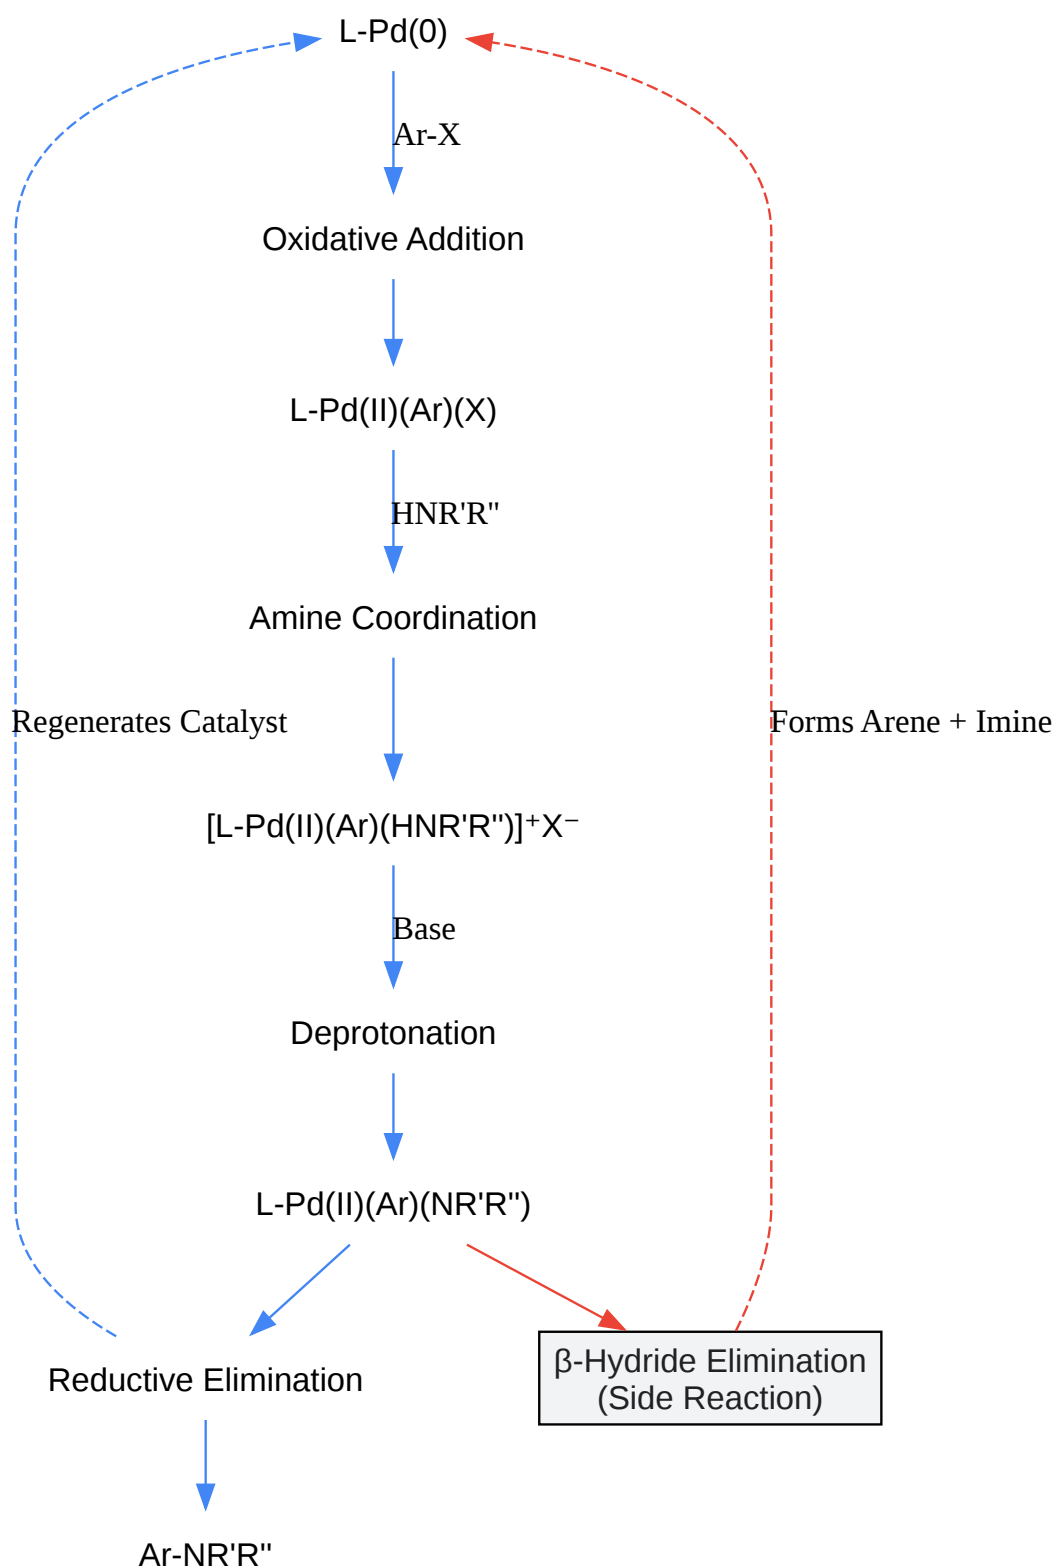 L-Pd(0)
Ar-X
Oxidative Addition
L-Pd(II)(Ar)(X)
HNR'R"
Amine Coordination
Regenerates Catalyst
Forms Arene + Imine
[L-Pd(II)(Ar)(HNR'R")]⁺X⁻
Base
Deprotonation
L-Pd(II)(Ar)(NR'R")
Reductive Elimination
β-Hydride Elimination
(Side Reaction)
Ar-NR'R"